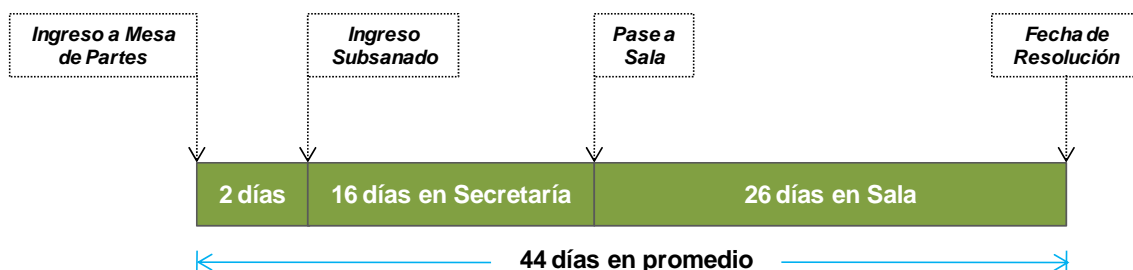 Ingreso a Mesa
de Partes
Ingreso
Subsanado
Pase a
Sala
Fecha de
Resolución
2 días
16 días en Secretaría
26 días en Sala
44 días en promedio